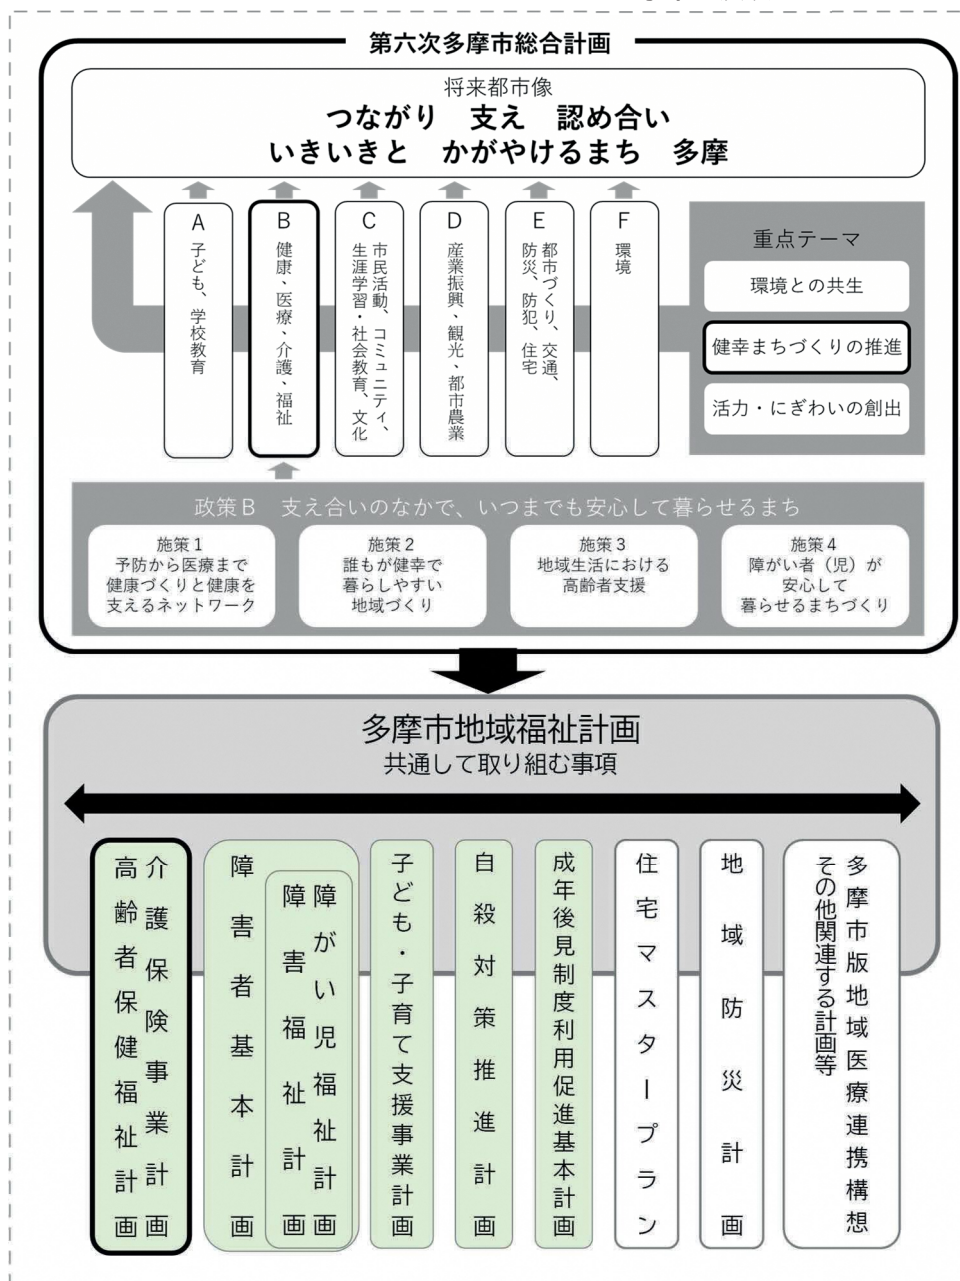 第六次多摩市総合計画
将来都市像
つながり　支え　認め合い
いきいきと　かがやけるまち　多摩
A
子ども、学校教育
B
健康・医療・介護・福祉
C
市民活動、コミュニティ、
生涯学習・社会教育、文化
D
産業振興・観光・都市農業
E
都市づくり、交通、
防災、防犯、住宅
F
環境
重点テーマ
環境との共生
健幸まちづくりの推進
活力・にぎわいの創出
政策B　支え合いのなかで、いつまでも安心して暮らせるまち
施策1
予防から医療まで
健康づくりと健康を
支えるネットワーク
施策2
誰もが健幸で
暮らしやすい
地域づくり
施策3
地域生活における
高齢者支援
施策4
障がい者（児）が
安心して
暮らせるまちづくり
多摩市地域福祉計画
共通して取り組む事項
介護保険事業計画
高齢者保健福祉計画
障害者基本計画
障がい児福祉計画
障害福祉計画
子ども・子育て支援事業計画
自殺対策推進計画
成年後見制度利用促進基本計画
住宅マスタープラン
地域防災計画
多摩市版地域医療連携構想
その他関連する計画等